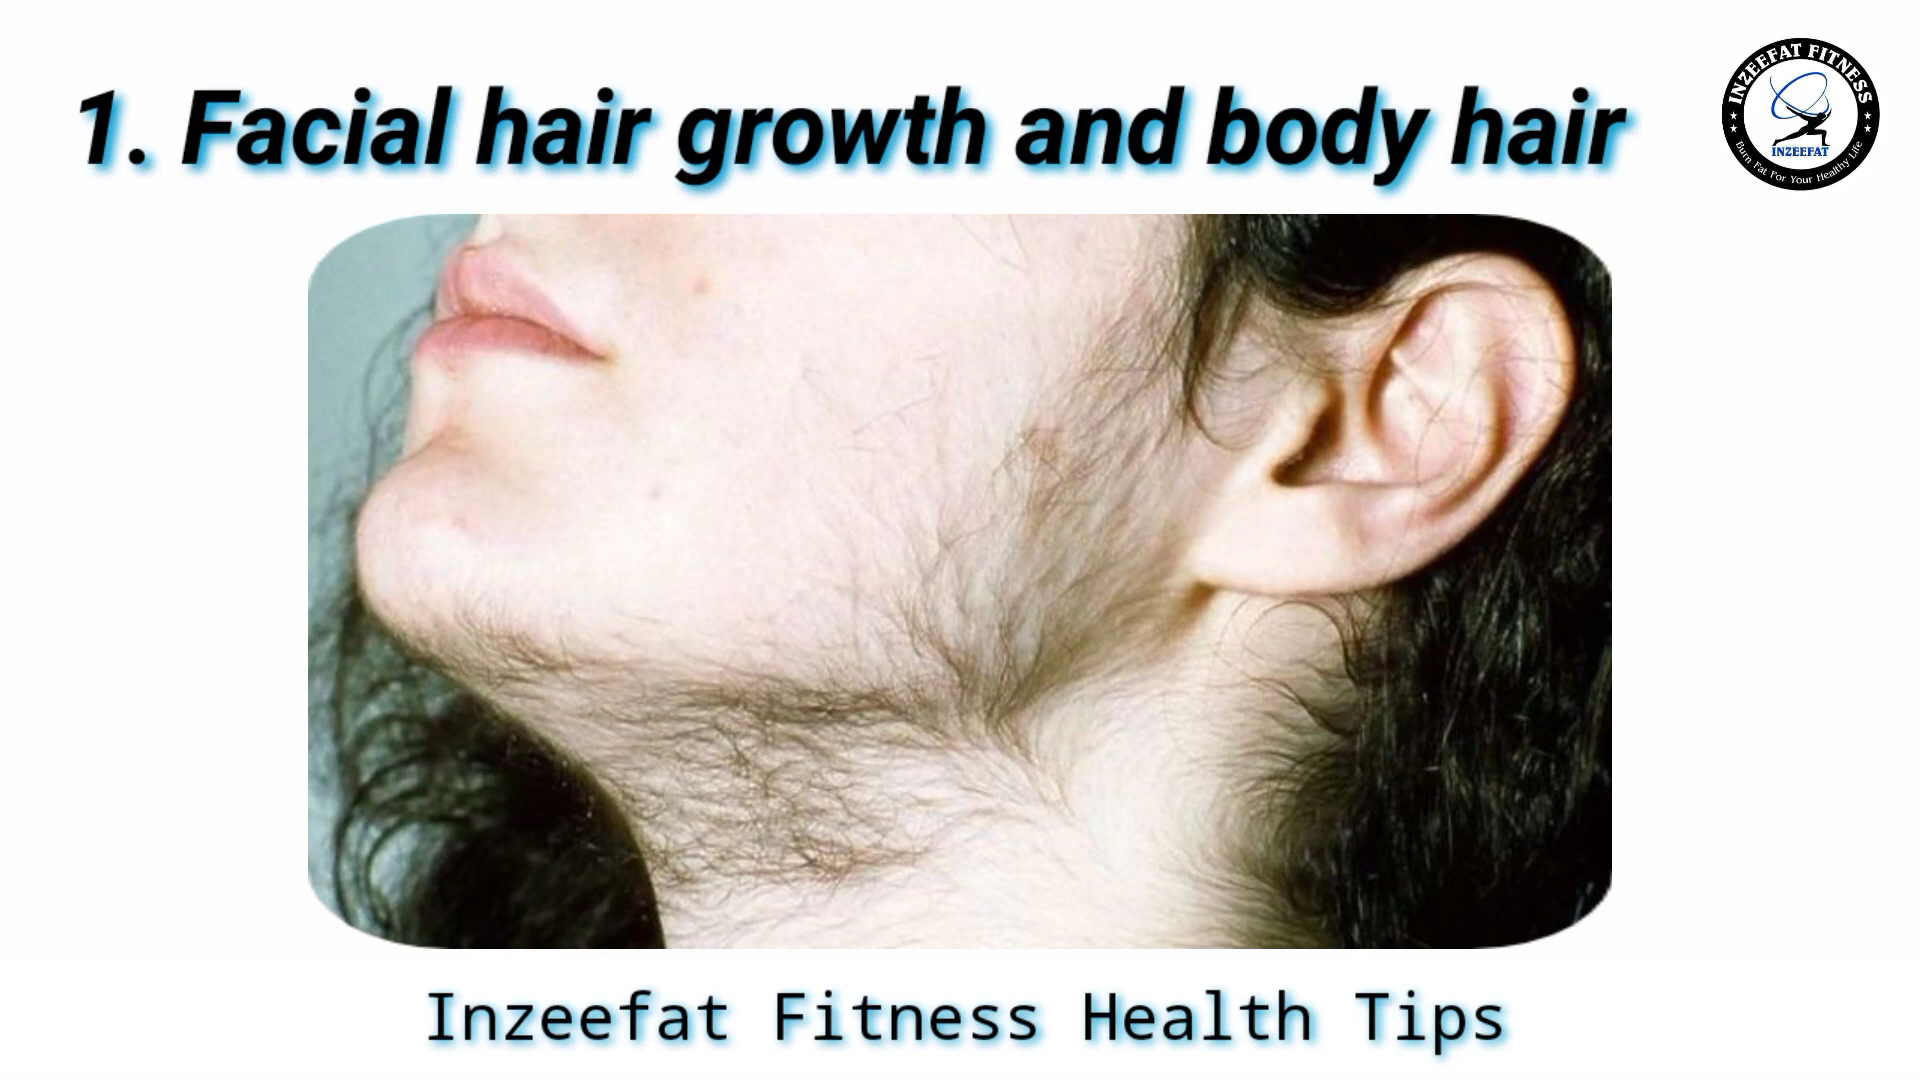 1. Facial hair growth and body hair
INZEEFAT FITNESS
INZEEFAT
Burn Fat For Your Healthy Life
Inzeefat Fitness Health Tips